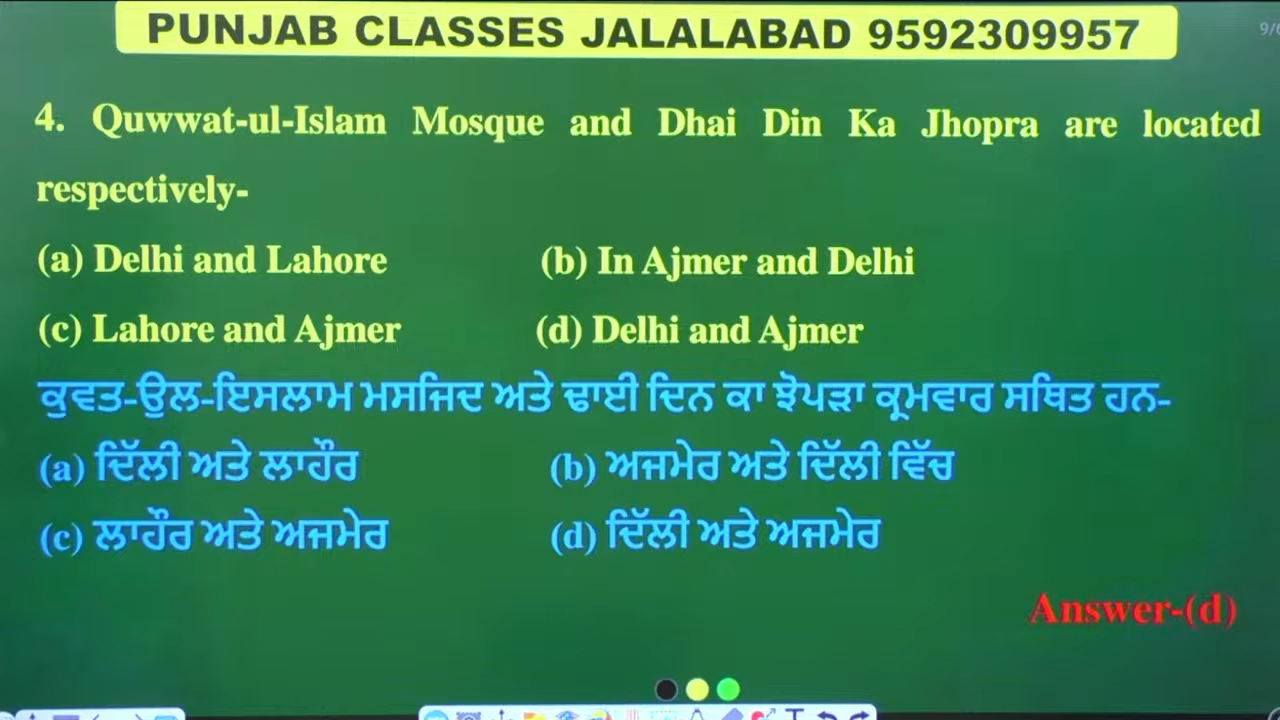 PUNJAB CLASSES JALALABAD 9592309957
4. Quwwat-ul-Islam Mosque and Dhai Din Ka Jhopra are located
respectively-
(a) Delhi and Lahore (b) In Ajmer and Delhi
(c) Lahore and Ajmer (d) Delhi and Ajmer
ਕੁਵਤ-ਉਲ-ਇਸਲਾਮ ਮਸਜਿਦ ਅਤੇ ਢਾਈ ਦਿਨ ਕਾ ਝੋਪੜਾ ਕ੍ਰਮਵਾਰ ਸਥਿਤ ਹਨ-
(a) ਦਿੱਲੀ ਅਤੇ ਲਾਹੌਰ (b) ਅਜਮੇਰ ਅਤੇ ਦਿੱਲੀ ਵਿੱਚ
(c) ਲਾਹੌਰ ਅਤੇ ਅਜਮੇਰ (d) ਦਿੱਲੀ ਅਤੇ ਅਜਮੇਰ
Answer-(d)